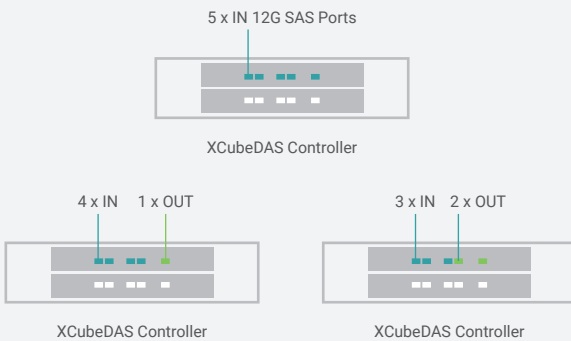 5 x IN 12G SAS Ports
XCubeDAS Controller
4 x IN 1 x OUT
3 x IN 2 x OUT
XCubeDAS Controller
XCubeDAS Controller